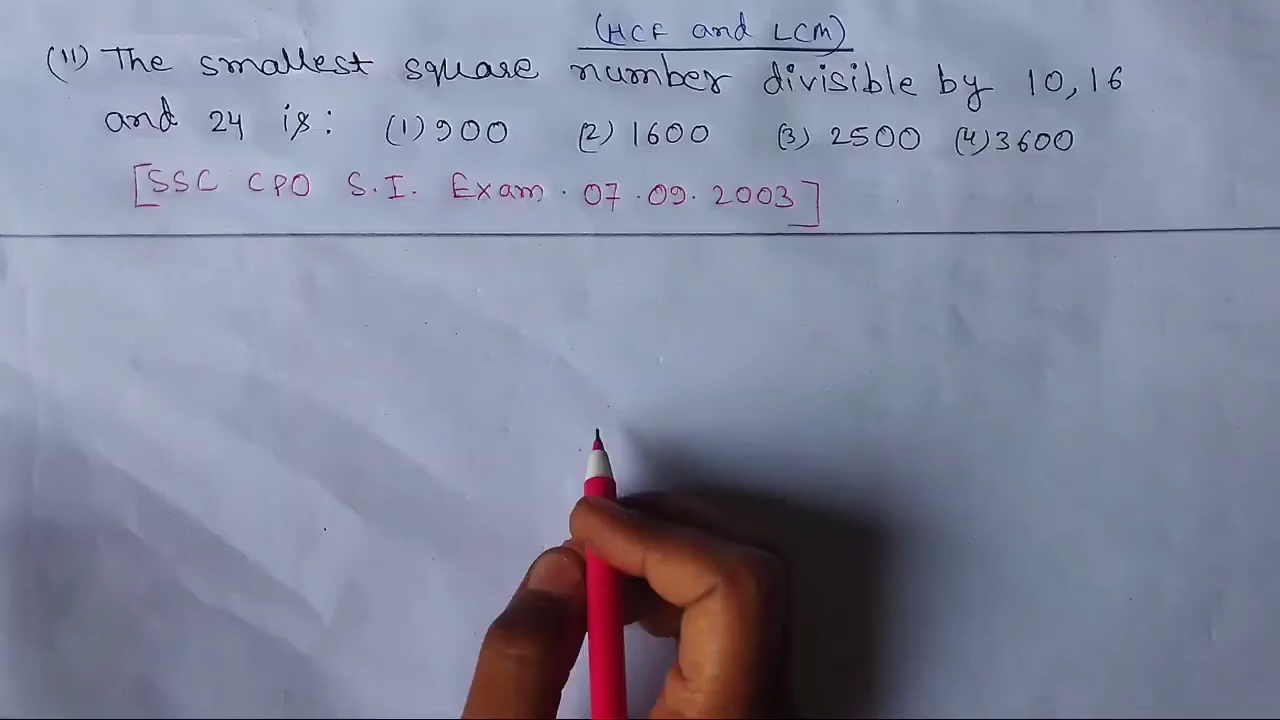 (HCF and LCM)
(11) The smallest square number divisible by 10, 16
and 24 is: (1) 900 (2) 1600 (3) 2500 (4) 3600
[SSC CPO S.I. Exam. 07.09.2003]